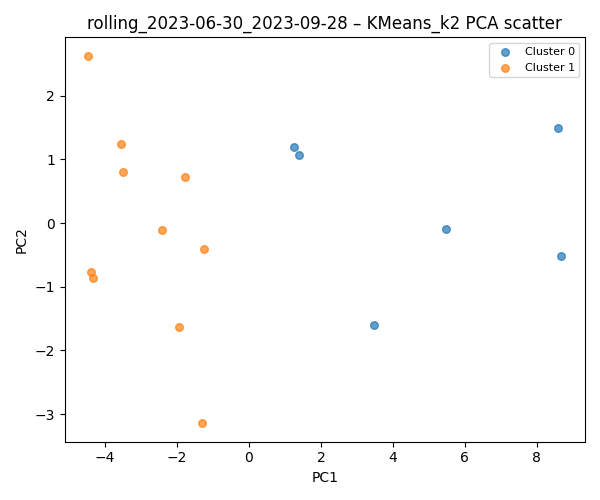 rolling_2023-06-30_2023-09-28 – KMeans_k2 PCA scatter
Cluster 0
Cluster 1
PC2
2
1
0
−1
−2
−3
−4 −2 0 2 4 6 8
PC1